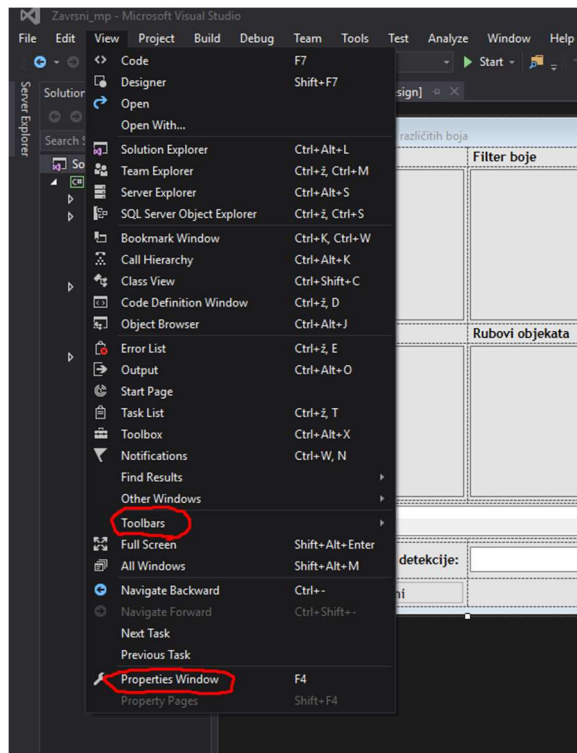 Zavrsni_mp - Microsoft Visual Studio
File Edit View Project Build Debug Team Tools Test Analyze Window Help
Start
Server Explorer
Solution
sign]
Search
So
C#
Code F7
Designer Shift+F7
Open
Open With...
Solution Explorer Ctrl+Alt+L
Team Explorer Ctrl+ž, Ctrl+M
Server Explorer Ctrl+Alt+S
SQL Server Object Explorer Ctrl+ž, Ctrl+S
Bookmark Window Ctrl+K, Ctrl+W
Call Hierarchy Ctrl+Alt+K
Class View Ctrl+Shift+C
Code Definition Window Ctrl+ž, D
Object Browser Ctrl+Alt+J
Error List Ctrl+ž, E
Output Ctrl+Alt+O
Start Page
Task List Ctrl+ž, T
Toolbox Ctrl+Alt+X
Notifications Ctrl+W, N
Find Results
Other Windows
Toolbars
Full Screen Shift+Alt+Enter
All Windows Shift+Alt+M
Navigate Backward Ctrl+-
Navigate Forward Ctrl+Shift+-
Next Task
Previous Task
Properties Window F4
Property Pages Shift+F4
različitih boja
Filter boje
Rubovi objekata
detekcije:
ni